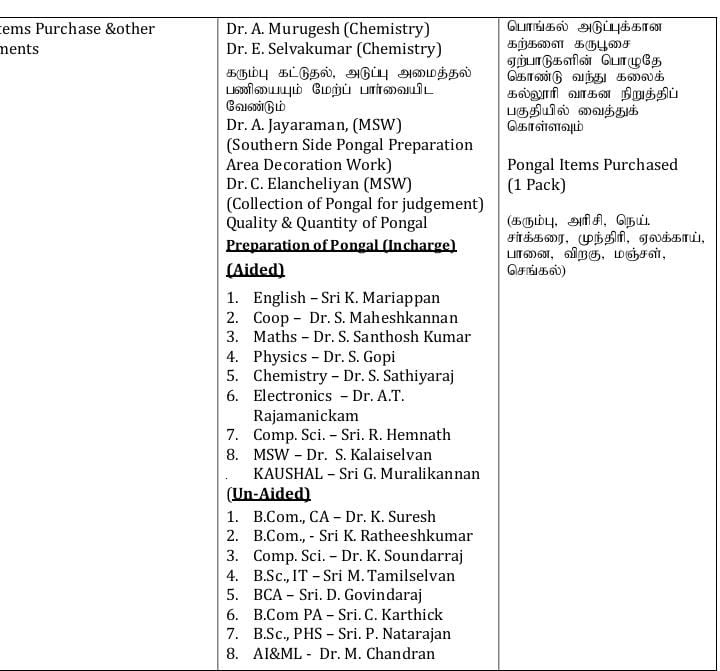 tems Purchase &other
ments
Dr. A. Murugesh (Chemistry)
Dr. E. Selvakumar (Chemistry)
கரும்பு கட்டுதல், அடுப்பு அமைத்தல்
பணியையும் மேற்ப் பார்வையிட
வேண்டும்
Dr. A. Jayaraman, (MSW)
(Southern Side Pongal Preparation
Area Decoration Work)
Dr. C. Elancheliyan (MSW)
(Collection of Pongal for judgement)
Quality & Quantity of Pongal
Preparation of Pongal (Incharge)
(Aided)
1. English – Sri K. Mariappan
2. Coop – Dr. S. Maheshkannan
3. Maths – Dr. S. Santhosh Kumar
4. Physics – Dr. S. Gopi
5. Chemistry – Dr. S. Sathiyaraj
6. Electronics – Dr. A.T.
Rajamanickam
7. Comp. Sci. – Sri. R. Hemnath
8. MSW – Dr. S. Kalaiselvan
. KAUSHAL – Sri G. Muralikannan
(Un-Aided)
1. B.Com., CA – Dr. K. Suresh
2. B.Com., - Sri K. Ratheeshkumar
3. Comp. Sci. – Dr. K. Soundarraj
4. B.Sc., IT – Sri M. Tamilselvan
5. BCA – Sri. D. Govindaraj
6. B.Com PA – Sri. C. Karthick
7. B.Sc., PHS – Sri. P. Natarajan
8. AI&ML - Dr. M. Chandran
பொங்கல் அடுப்புக்கான
கற்களை கருபூசை
ஏற்பாடுகளின் பொழுதே
கொண்டு வந்து கலைக்
கல்லூரி வாகன நிறுத்திப்
பகுதியில் வைத்துக்
கொள்ளவும்
Pongal Items Purchased
(1 Pack)
(கரும்பு, அரிசி, நெய்.
சர்க்கரை, முந்திரி, ஏலக்காய்,
பானை, விறகு, மஞ்சள்,
செங்கல்)